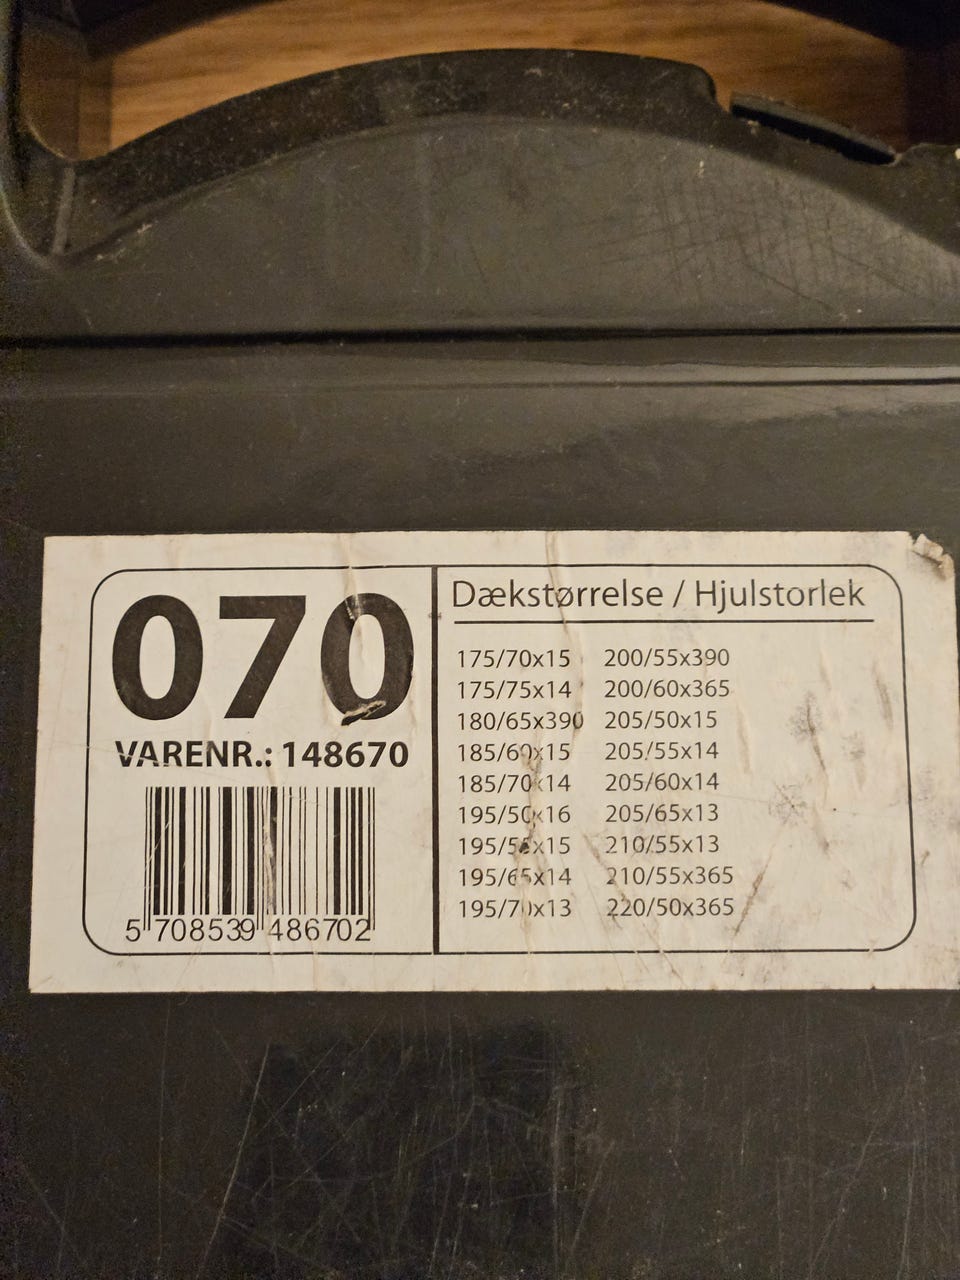 070
VARENR.: 148670
5 708539 486702
Dækstørrelse / Hjulstorlek
175/70x15 200/55x390
175/75x14 200/60x365
180/65x390 205/50x15
185/60x15 205/55x14
185/70x14 205/60x14
195/50x16 205/65x13
195/55x15 210/55x13
195/65x14 210/55x365
195/70x13 220/50x365